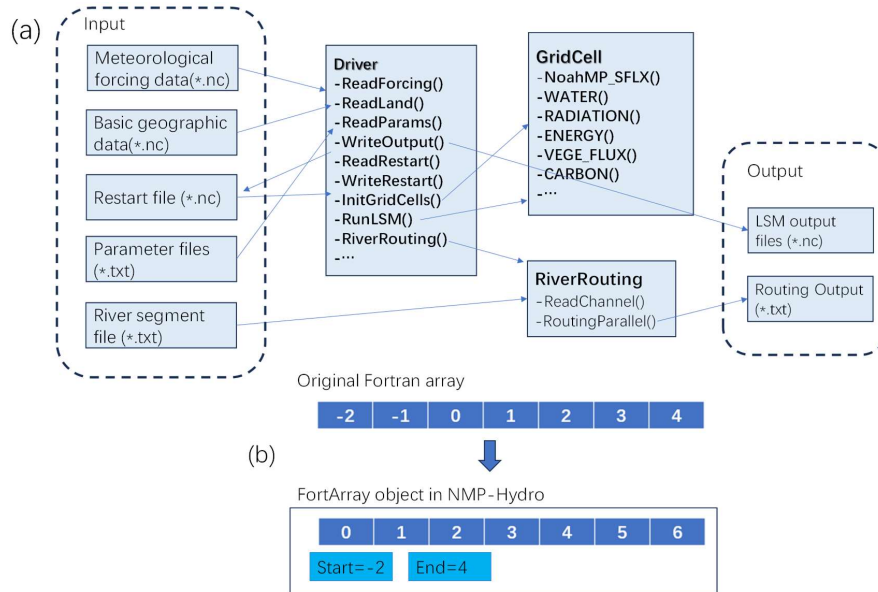 (a)
Input
Meteorological
forcing data(*.nc)
Basic geographic
data(*.nc)
Restart file (*.nc)
Parameter files
(*.txt)
River segment
file (*.txt)
Driver
-ReadForcing()
-ReadLand()
-ReadParams()
-WriteOutput()
-ReadRestart()
-WriteRestart()
-InitGridCells()
-RunLSM()
-RiverRouting()
-...
GridCell
-NoahMP_SFLX()
-WATER()
-RADIATION()
-ENERGY()
-VEGE_FLUX()
-CARBON()
-...
RiverRouting
-ReadChannel()
-RoutingParallel()
Output
LSM output
files (*.nc)
Routing Output
(*.txt)
Original Fortran array
-2 -1 0 1 2 3 4
(b)
FortArray object in NMP-Hydro
0 1 2 3 4 5 6
Start=-2 End=4